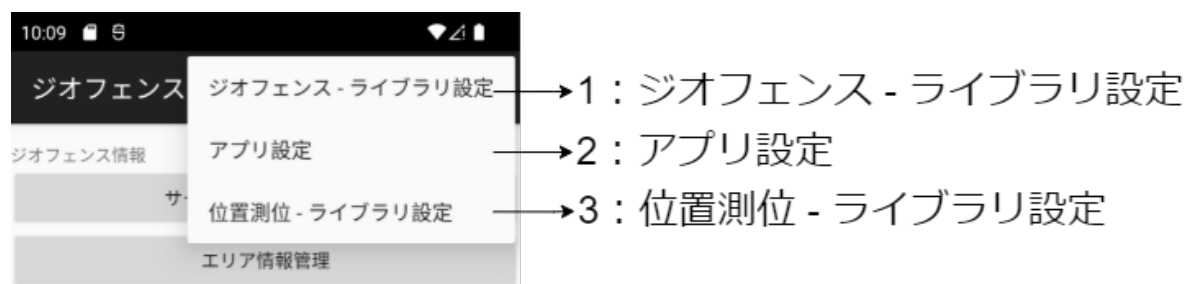 10:09
ジオフェンス
ジオフェンス - ライブラリ設定
1：ジオフェンス - ライブラリ設定
ジオフェンス情報
アプリ設定
2：アプリ設定
サー
位置測位 - ライブラリ設定
3：位置測位 - ライブラリ設定
エリア情報管理